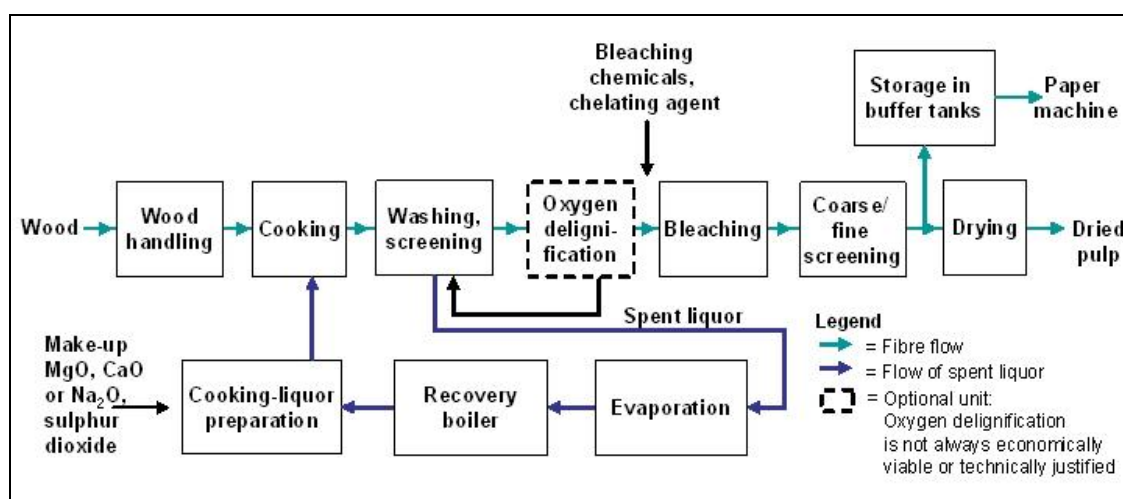 Bleaching
chemicals,
chelating agent
Storage in
buffer tanks
Paper
machine
Wood
Wood
handling
Cooking
Washing,
screening
Oxygen
deligni-
fication
Bleaching
Coarse/
fine
screening
Drying
Dried
pulp
Spent liquor
Make-up
MgO, CaO
or Na₂O,
sulphur
dioxide
Cooking-liquor
preparation
Recovery
boiler
Evaporation
Legend
= Fibre flow
= Flow of spent liquor
= Optional unit:
Oxygen delignification
is not always economically
viable or technically justified